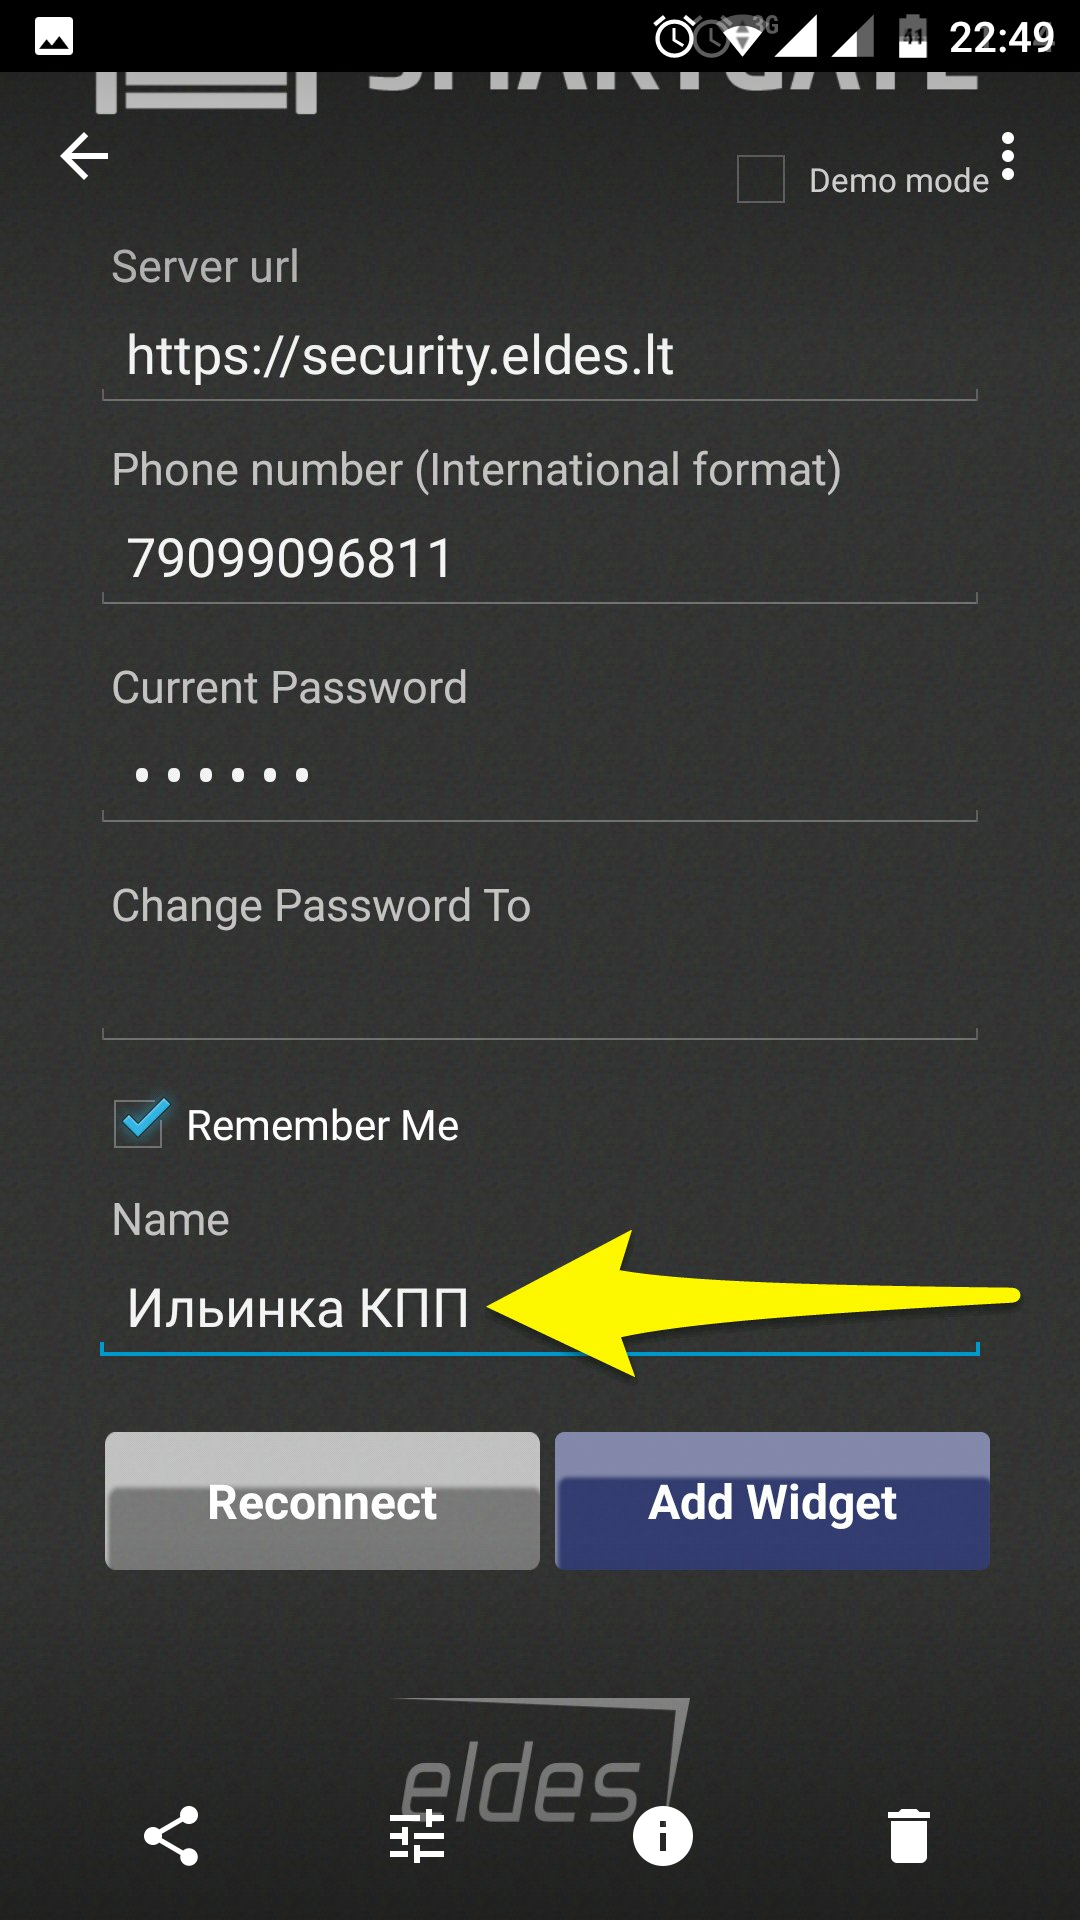 22:49
SMARTGATE
Demo mode
Server url
https://security.eldes.lt
Phone number (International format)
79099096811
Current Password
Change Password To
Remember Me
Name
Ильинка КПП
Reconnect
Add Widget
eldes